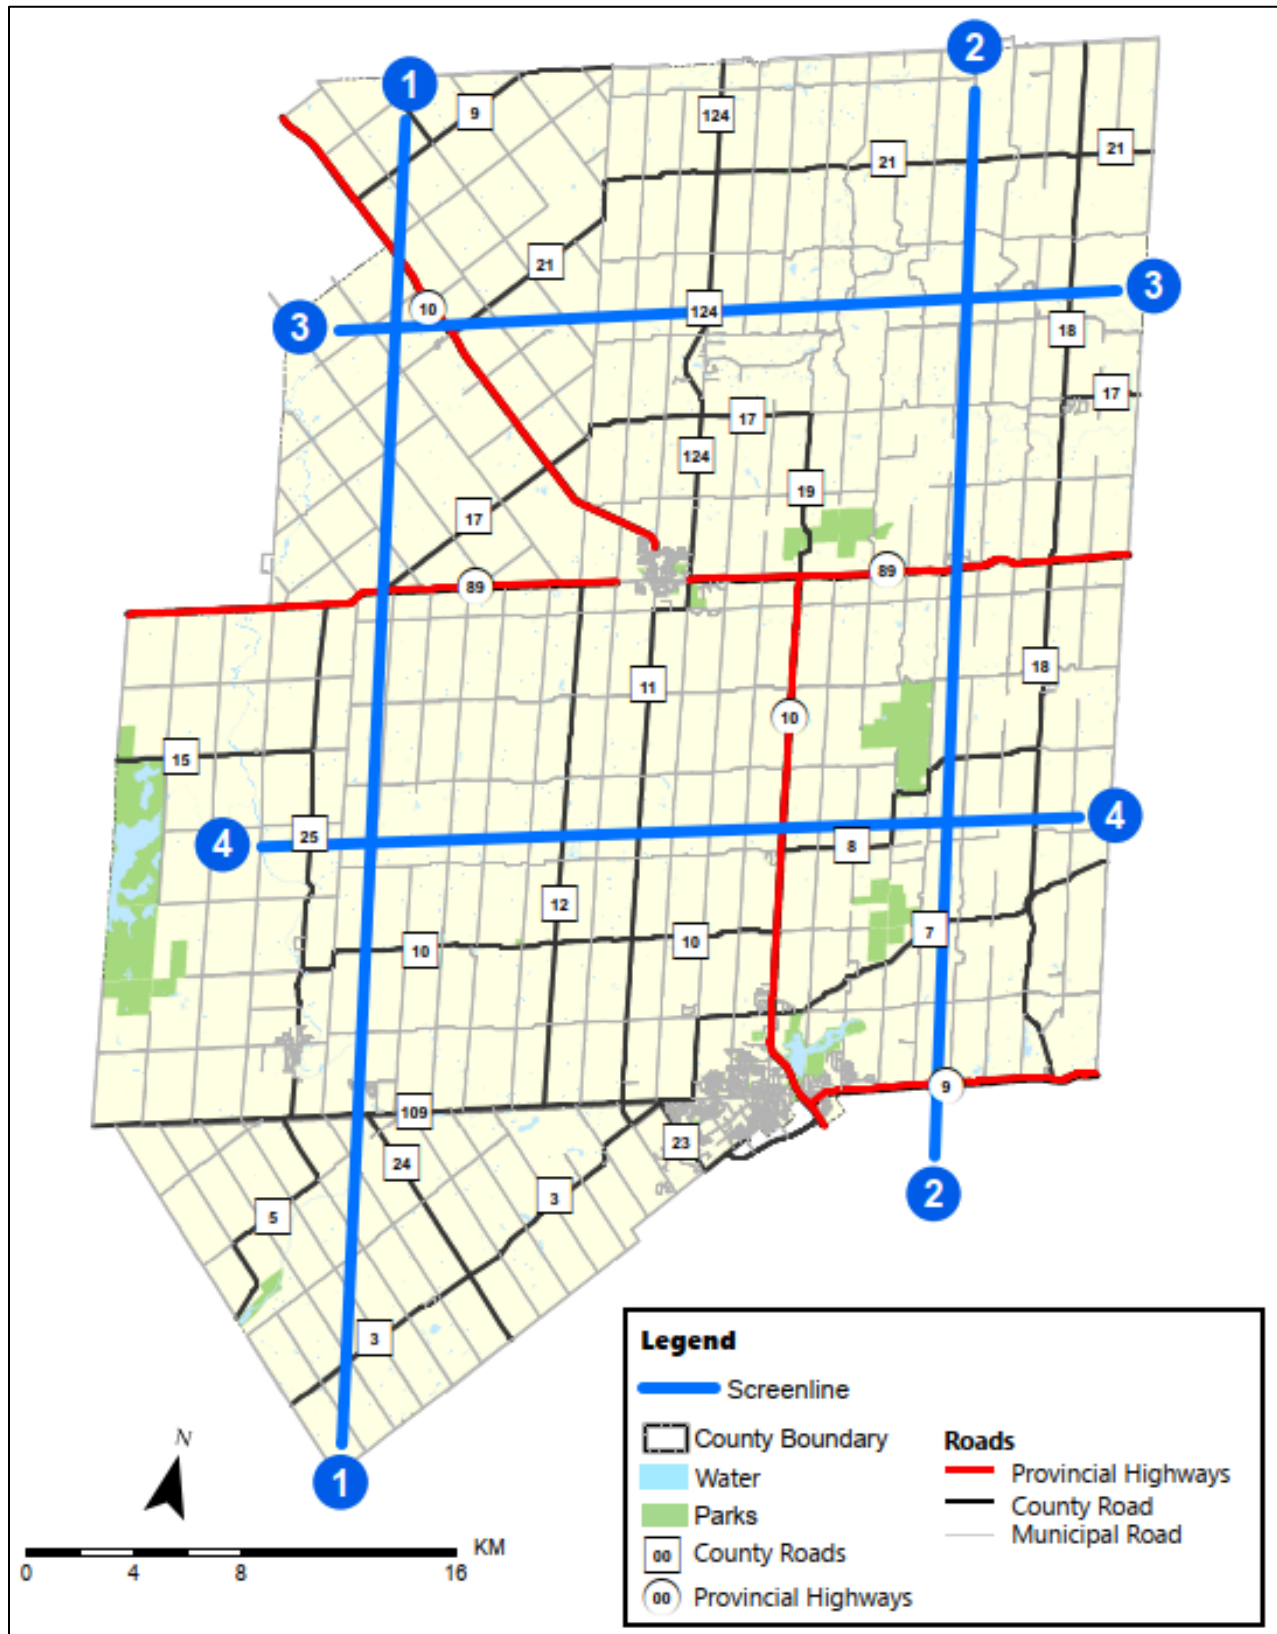 2
1
9
124
21
21
21
3
10
124
3
18
17
17
124
19
17
89
89
11
18
10
15
4
25
8
4
12
7
10
10
9
109
23
24
3
5
2
3
1
N
KM
0 4 8 16
Legend
Screenline
County Boundary
Water
Parks
00 County Roads
00 Provincial Highways
Roads
Provincial Highways
County Road
Municipal Road